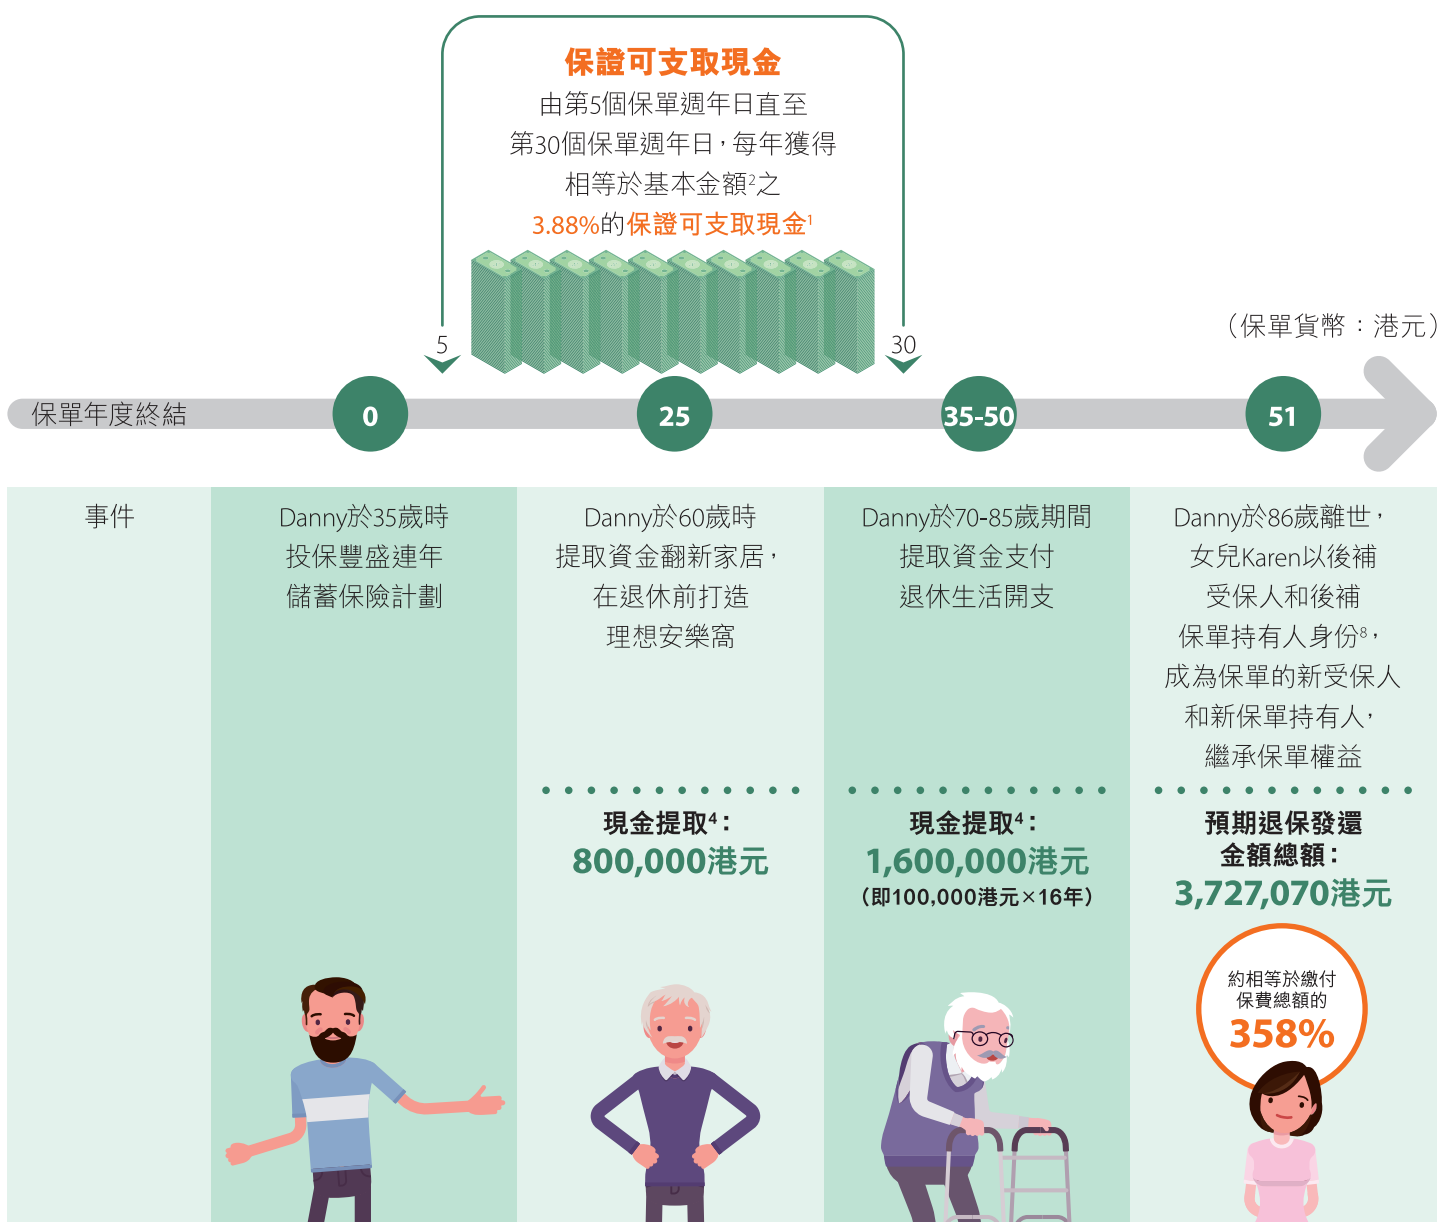 保證可支取現金
由第5個保單週年日直至
第30個保單週年日，每年獲得
相等於基本金額2之
3.88%的保證可支取現金1
5
30
（保單貨幣：港元）
保單年度終結
0
25
35-50
51
事件
Danny於35歲時
投保豐盛連年
儲蓄保險計劃
Danny於60歲時
提取資金翻新家居，
在退休前打造
理想安樂窩
現金提取4：
800,000港元
Danny於70-85歲期間
提取資金支付
退休生活開支
現金提取4：
1,600,000港元
（即100,000港元×16年）
Danny於86歲離世，
女兒Karen以後補
受保人和後補
保單持有人身份8，
成為保單的新受保人
和新保單持有人，
繼承保單權益
預期退保發還
金額總額：
3,727,070港元
約相等於繳付
保費總額的
358%